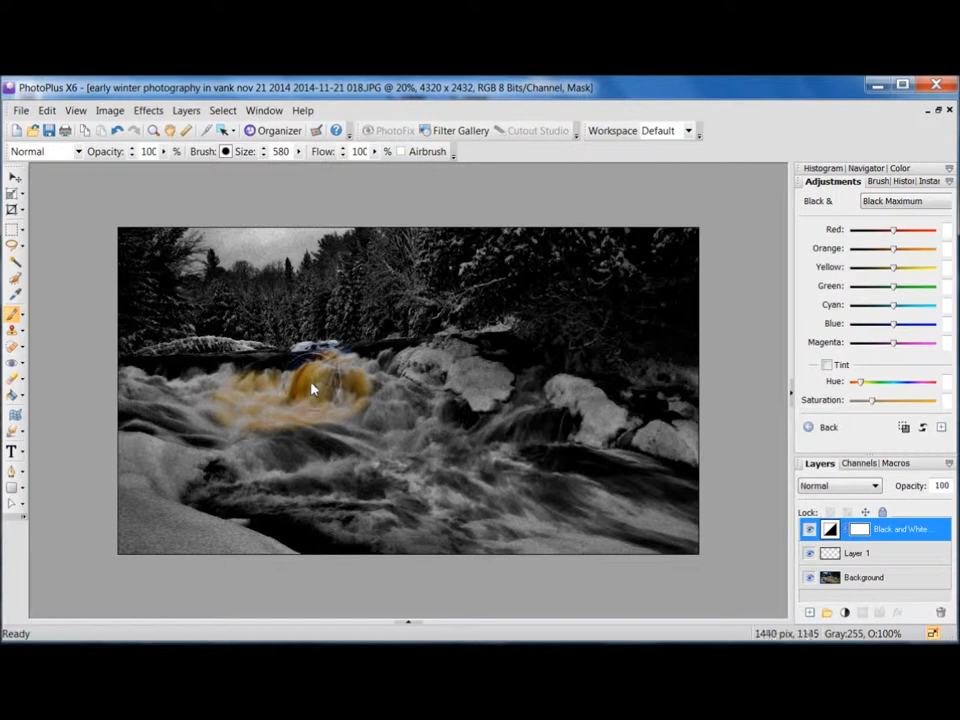 PhotoPlus X6 - [early winter photography in vank nov 21 2014 2014-11-21 018.JPG @ 20%, 4320 x 2432, RGB 8 Bits/Channel, Mask]
File Edit View Image Effects Layers Select Window Help
Organizer PhotoFix Filter Gallery Cutout Studio Workspace Default
Normal Opacity: 100 % Brush: Size: 580 Flow: 100 % Airbrush
Histogram Navigator Color
Adjustments Brush Histor Instar
Black & Black Maximum
Red:
Orange:
Yellow:
Green:
Cyan:
Blue:
Magenta:
Tint
Hue:
Saturation:
Back
Layers Channels Macros
Normal Opacity: 100
Lock:
Black and White ...
Layer 1
Background
Ready 1440 pix, 1145 Gray:255, O:100%
T